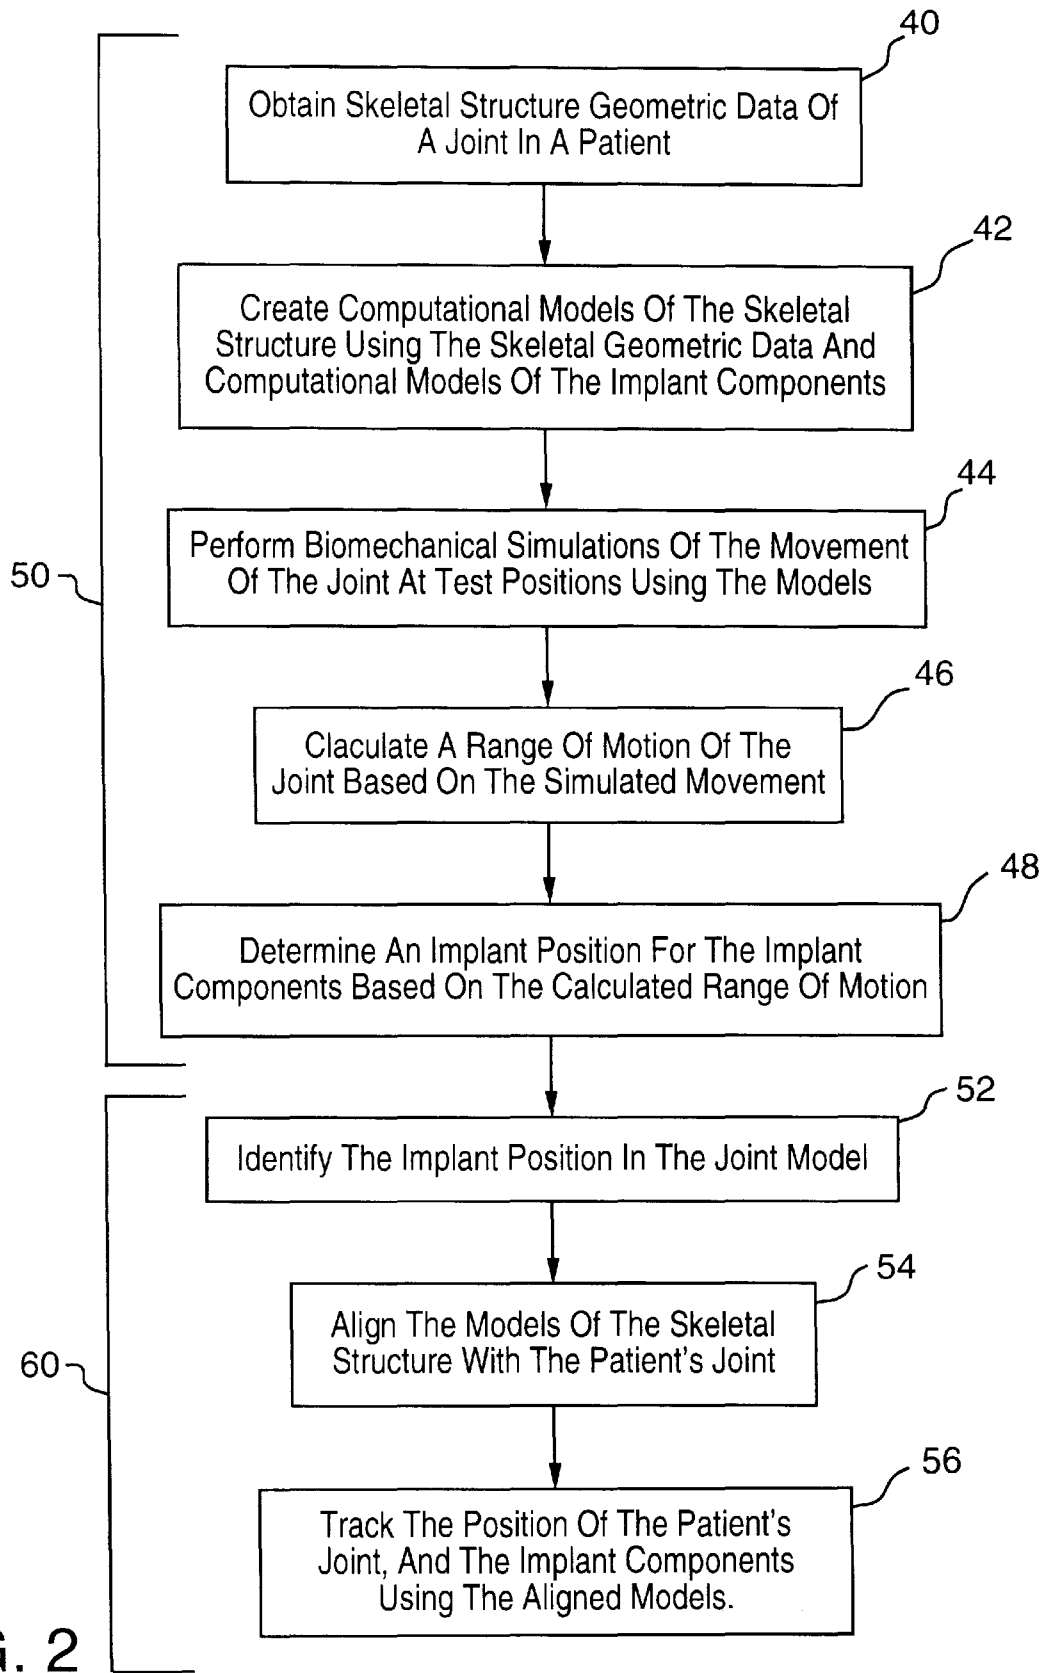 40
Obtain Skeletal Structure Geometric Data Of
A Joint In A Patient
42
Create Computational Models Of The Skeletal
Structure Using The Skeletal Geometric Data And
Computational Models Of The Implant Components
44
Perform Biomechanical Simulations Of The Movement
Of The Joint At Test Positions Using The Models
50
46
Claculate A Range Of Motion Of The
Joint Based On The Simulated Movement
48
Determine An Implant Position For The Implant
Components Based On The Calculated Range Of Motion
52
Identify The Implant Position In The Joint Model
54
Align The Models Of The Skeletal
Structure With The Patient's Joint
60
56
Track The Position Of The Patient's
Joint, And The Implant Components
Using The Aligned Models.
. 2